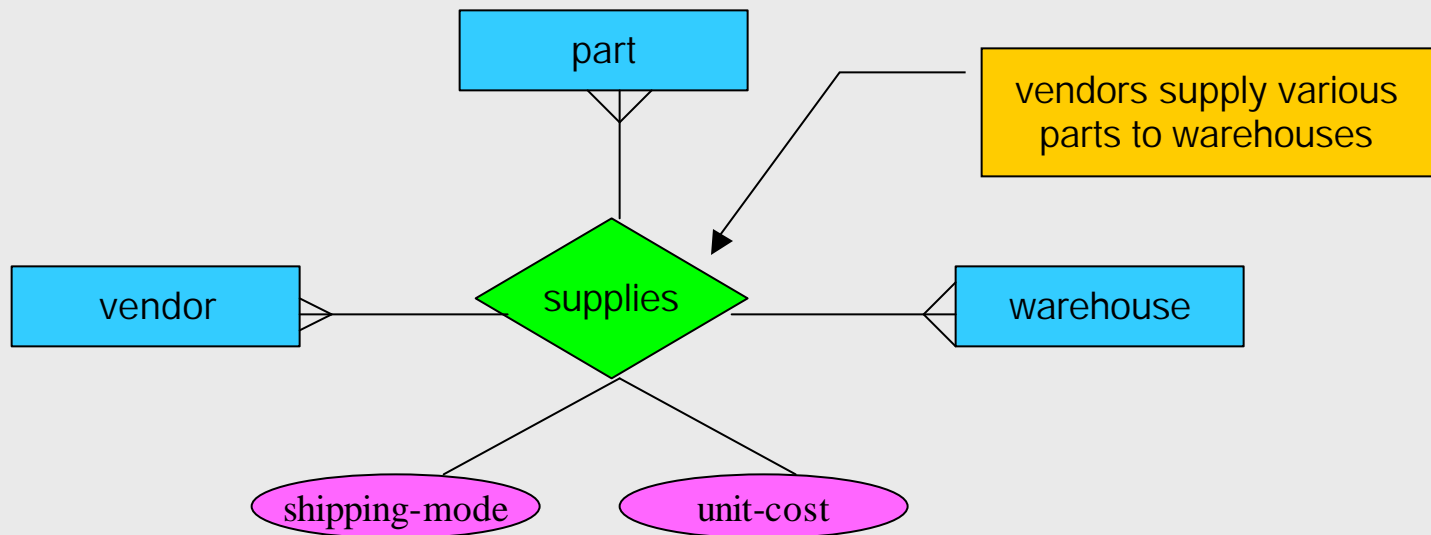 part
vendors supply various
parts to warehouses
vendor
supplies
warehouse
shipping-mode
unit-cost